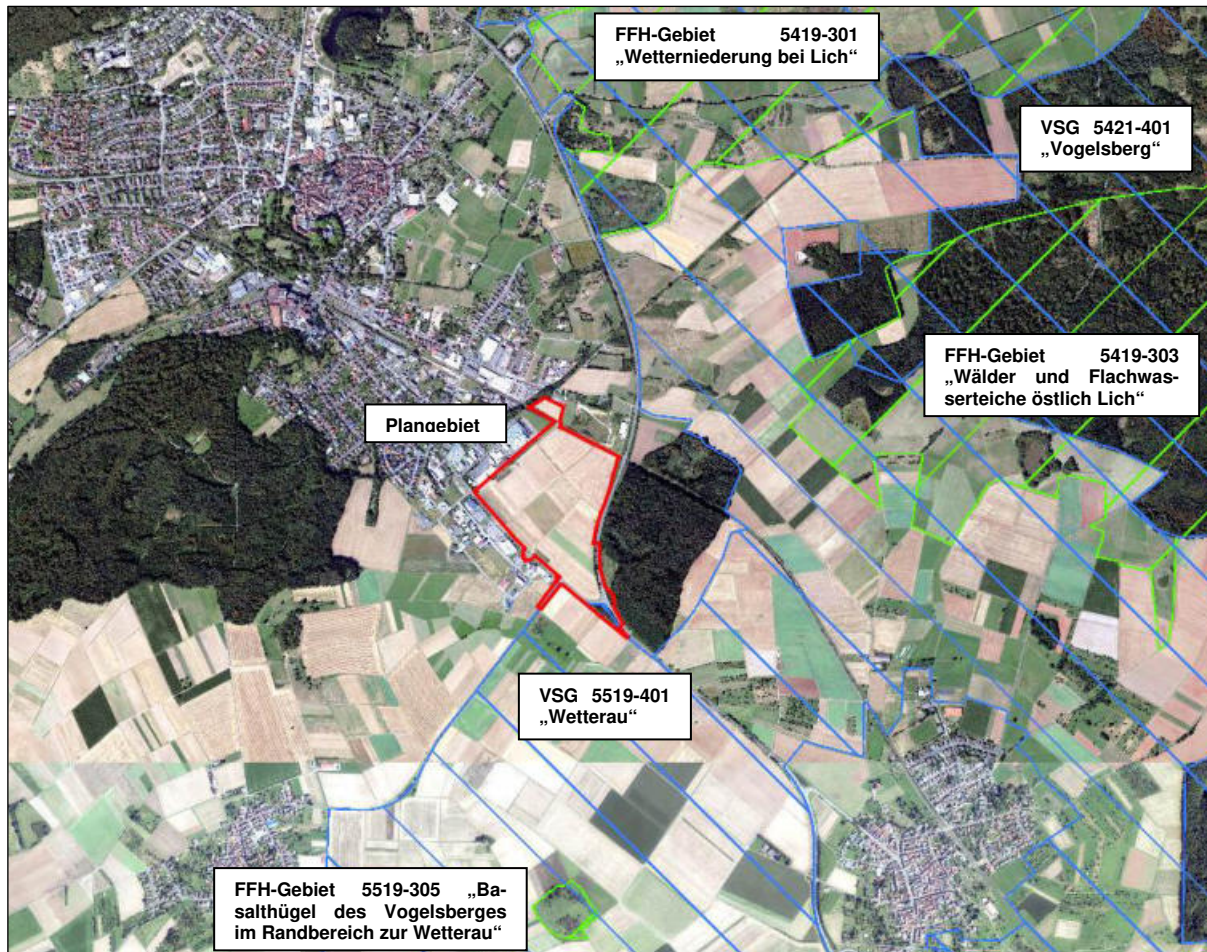 FFH-Gebiet 5419-301
„Wetterniederung bei Lich“
VSG 5421-401
„Vogelsberg“
FFH-Gebiet 5419-303
„Wälder und Flachwas-
serteiche östlich Lich“
Plangebiet
VSG 5519-401
„Wetterau“
FFH-Gebiet 5519-305 „Ba-
salthügel des Vogelsberges
im Randbereich zur Wetterau“